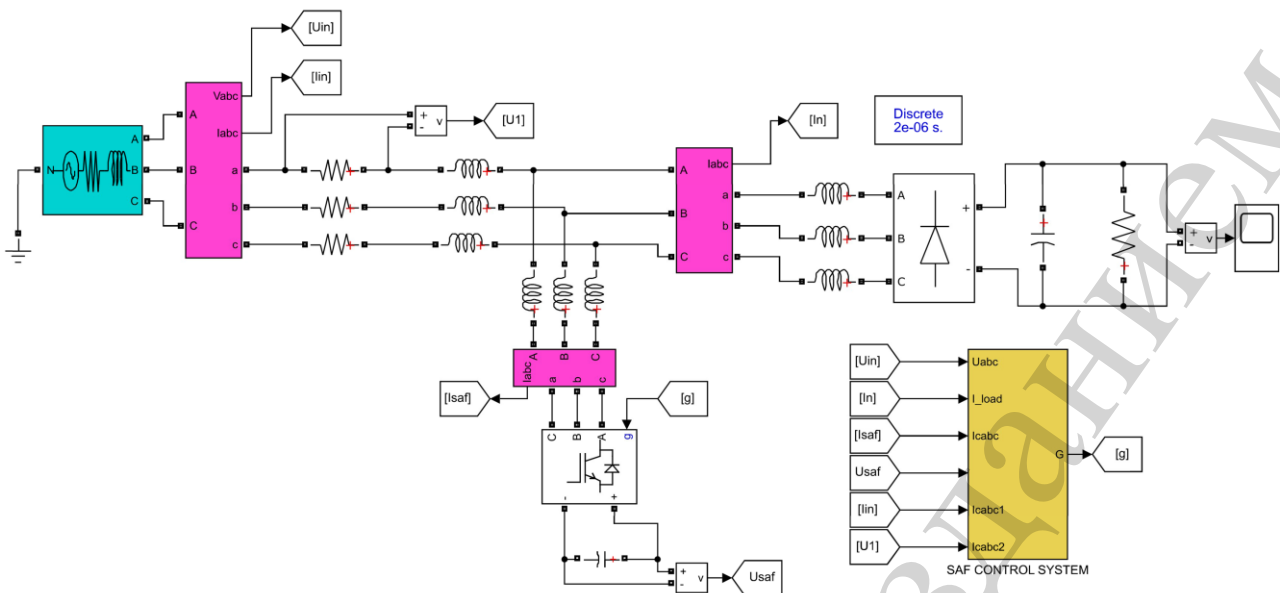 [Uin]
[Iin]
Vabc
Iabc
A
B
C
a
b
c
N
A
B
C
+
-
v
[U1]
[In]
Discrete
2e-06 s.
Iabc
A
B
C
a
b
c
A
B
C
+
-
+
-
v
Iabc
A
B
C
a
b
c
[Isaf]
[g]
C
B
A
g
-
+
+
-
v
Usaf
[Uin]
[In]
[Isaf]
Usaf
[Iin]
[U1]
Uabc
I_load
Icabc
Icabc1
Icabc2
G
[g]
SAF CONTROL SYSTEM
зданием